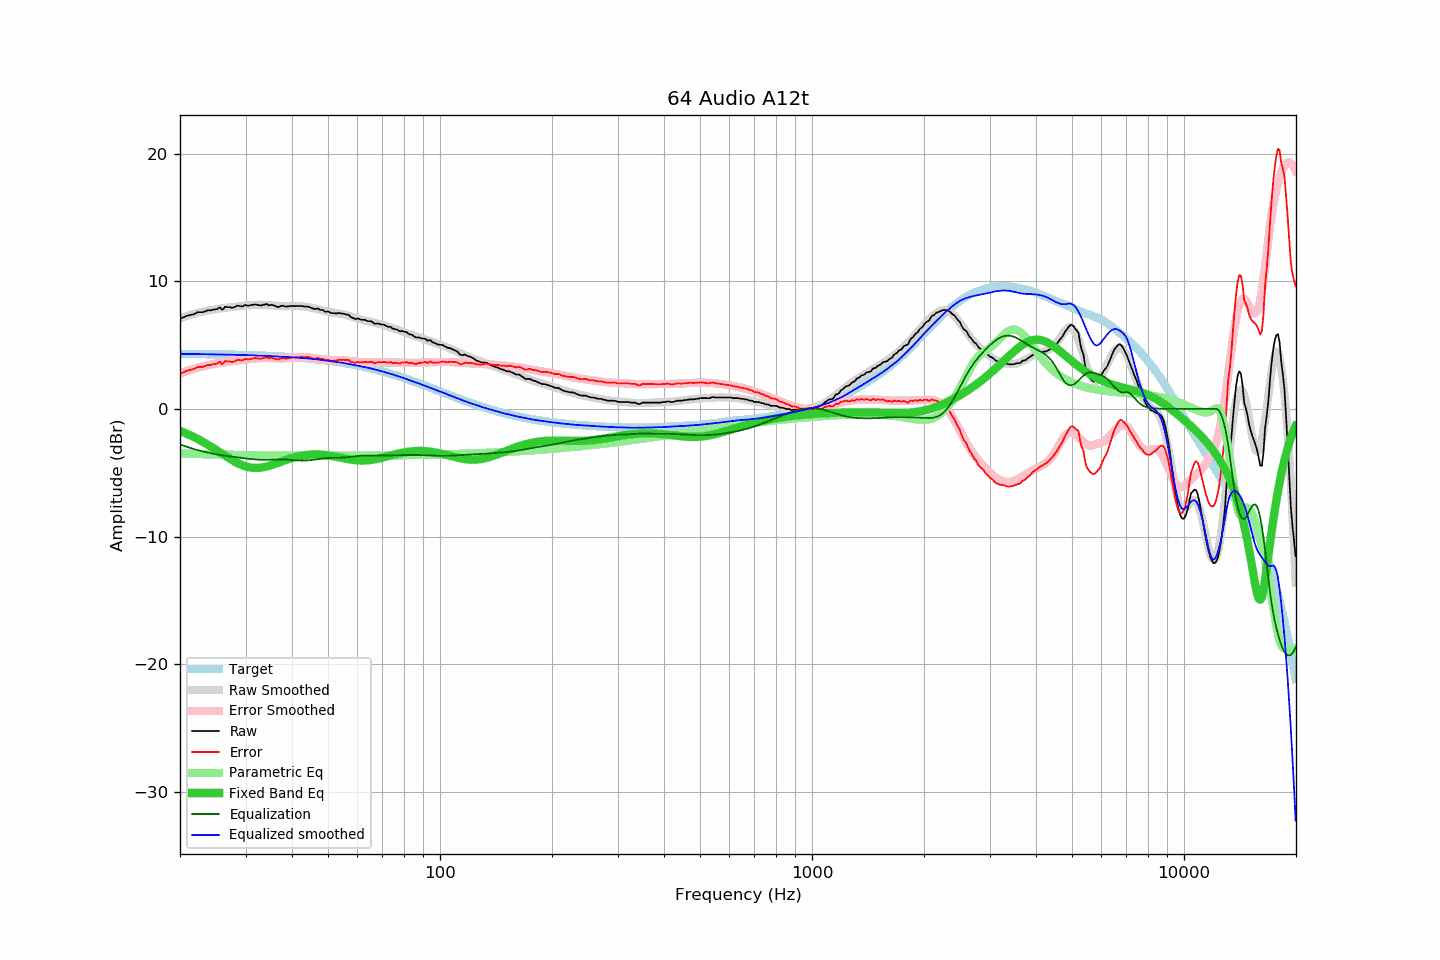 64 Audio A12t
20
10
0
−10
−20
−30
Amplitude (dBr)
Target
Raw Smoothed
Error Smoothed
Raw
Error
Parametric Eq
Fixed Band Eq
Equalization
Equalized smoothed
100
1000
10000
Frequency (Hz)